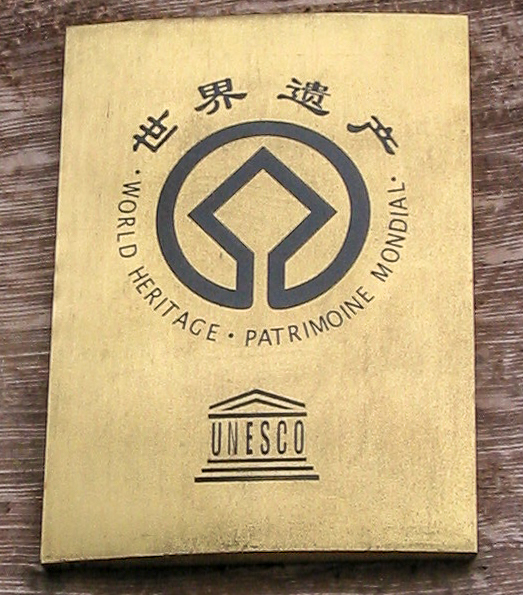 世界遗产
·WORLD HERITAGE · PATRIMOINE MONDIAL·
UNESCO